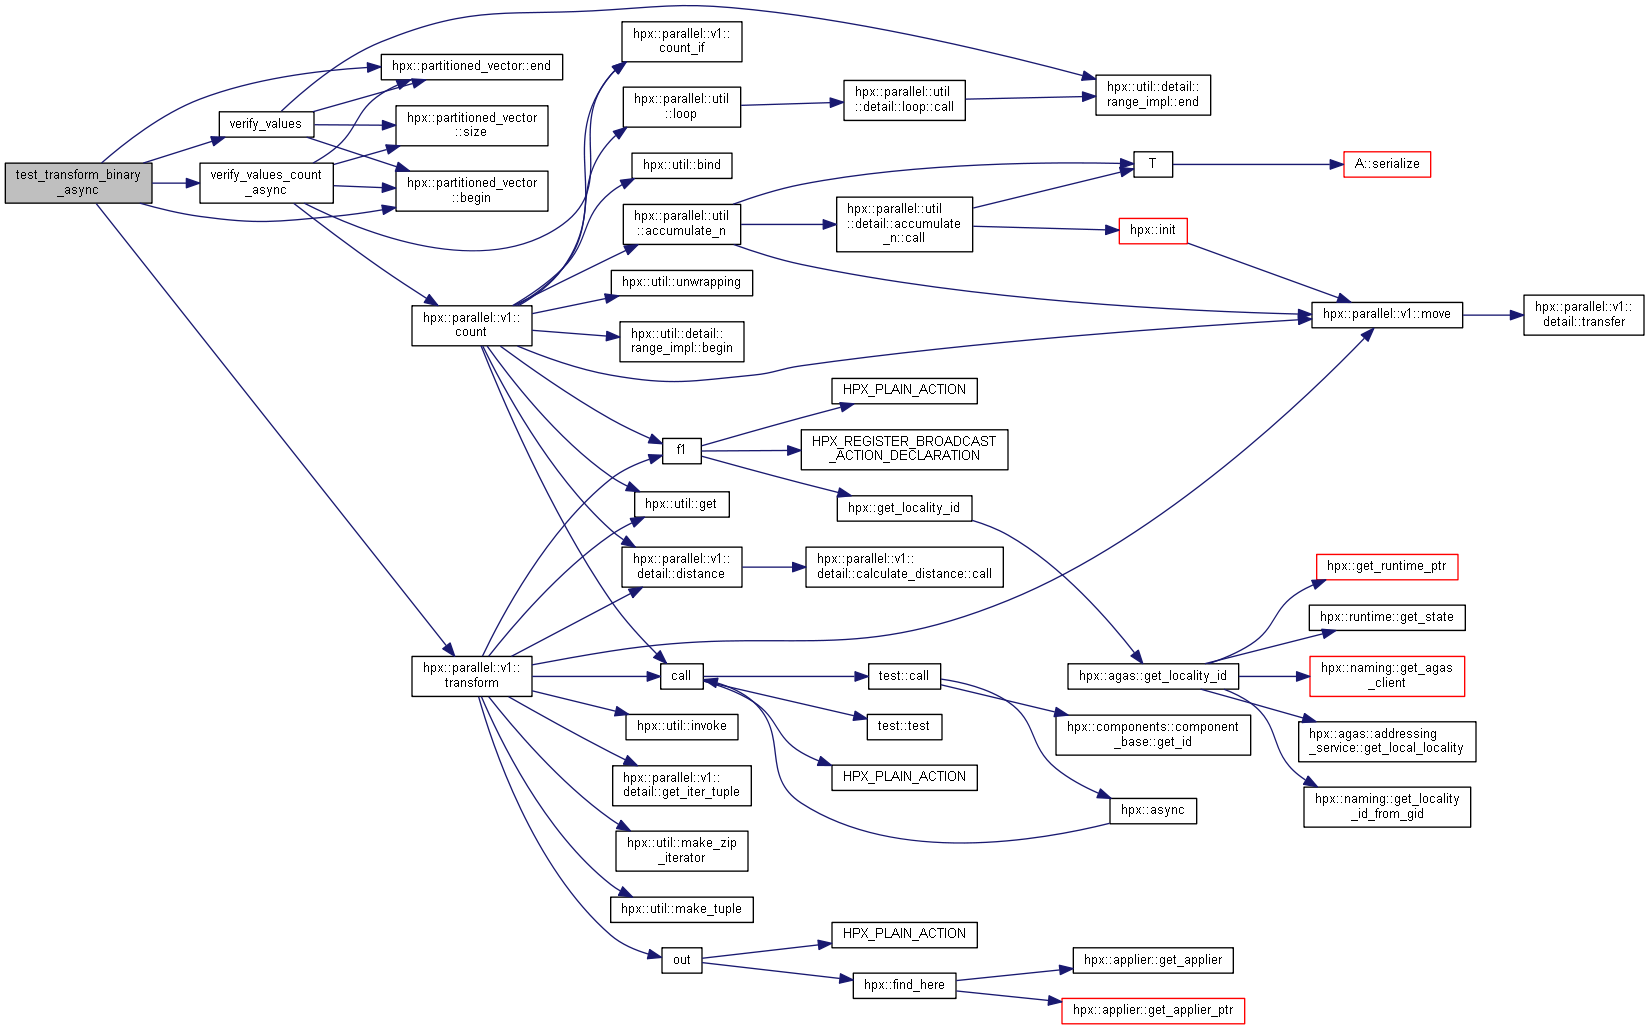 test_transform_binary
_async
verify_values
verify_values_count
_async
hpx::partitioned_vector::end
hpx::partitioned_vector
::size
hpx::partitioned_vector
::begin
hpx::parallel::v1::
count
hpx::parallel::v1::
transform
hpx::parallel::v1::
count_if
hpx::parallel::util
::loop
hpx::util::bind
hpx::parallel::util
::accumulate_n
hpx::util::unwrapping
hpx::util::detail::
range_impl::begin
f1
hpx::util::get
hpx::parallel::v1::
detail::distance
call
hpx::util::invoke
hpx::parallel::v1::
detail::get_iter_tuple
hpx::util::make_zip
_iterator
hpx::util::make_tuple
out
hpx::parallel::util
::detail::loop::call
hpx::parallel::util
::detail::accumulate
_n::call
HPX_PLAIN_ACTION
HPX_REGISTER_BROADCAST
_ACTION_DECLARATION
hpx::get_locality_id
hpx::parallel::v1::
detail::calculate_distance::call
test::call
test::test
HPX_PLAIN_ACTION
HPX_PLAIN_ACTION
hpx::find_here
hpx::util::detail::
range_impl::end
T
hpx::init
hpx::agas::get_locality_id
hpx::components::component
_base::get_id
hpx::async
hpx::applier::get_applier
hpx::applier::get_applier_ptr
A::serialize
hpx::parallel::v1::move
hpx::get_runtime_ptr
hpx::runtime::get_state
hpx::naming::get_agas
_client
hpx::agas::addressing
_service::get_local_locality
hpx::naming::get_locality
_id_from_gid
hpx::parallel::v1::
detail::transfer